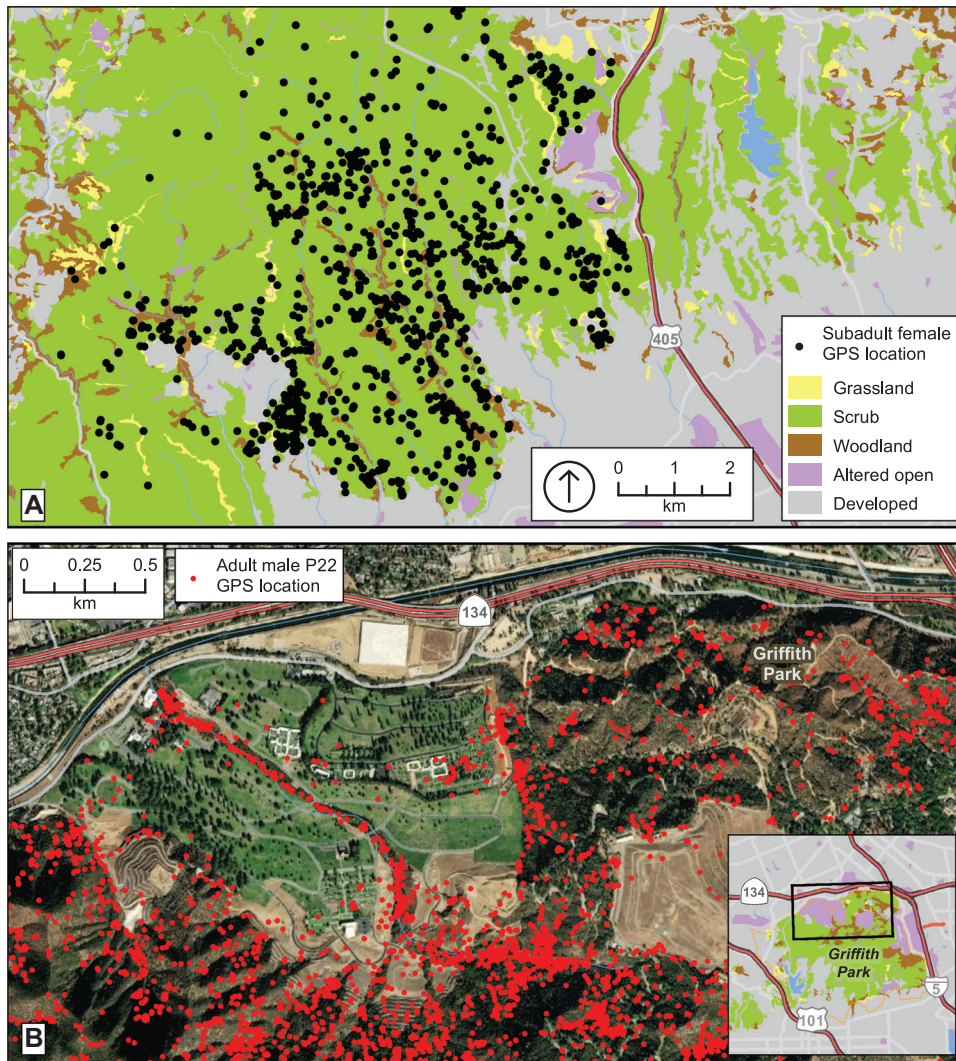 405
Subadult female
GPS location
Grassland
Scrub
Woodland
Altered open
Developed
0 1 2
km
A
0 0.25 0.5
km
Adult male P22
GPS location
134
Griffith
Park
134
Griffith
Park
5
101
B